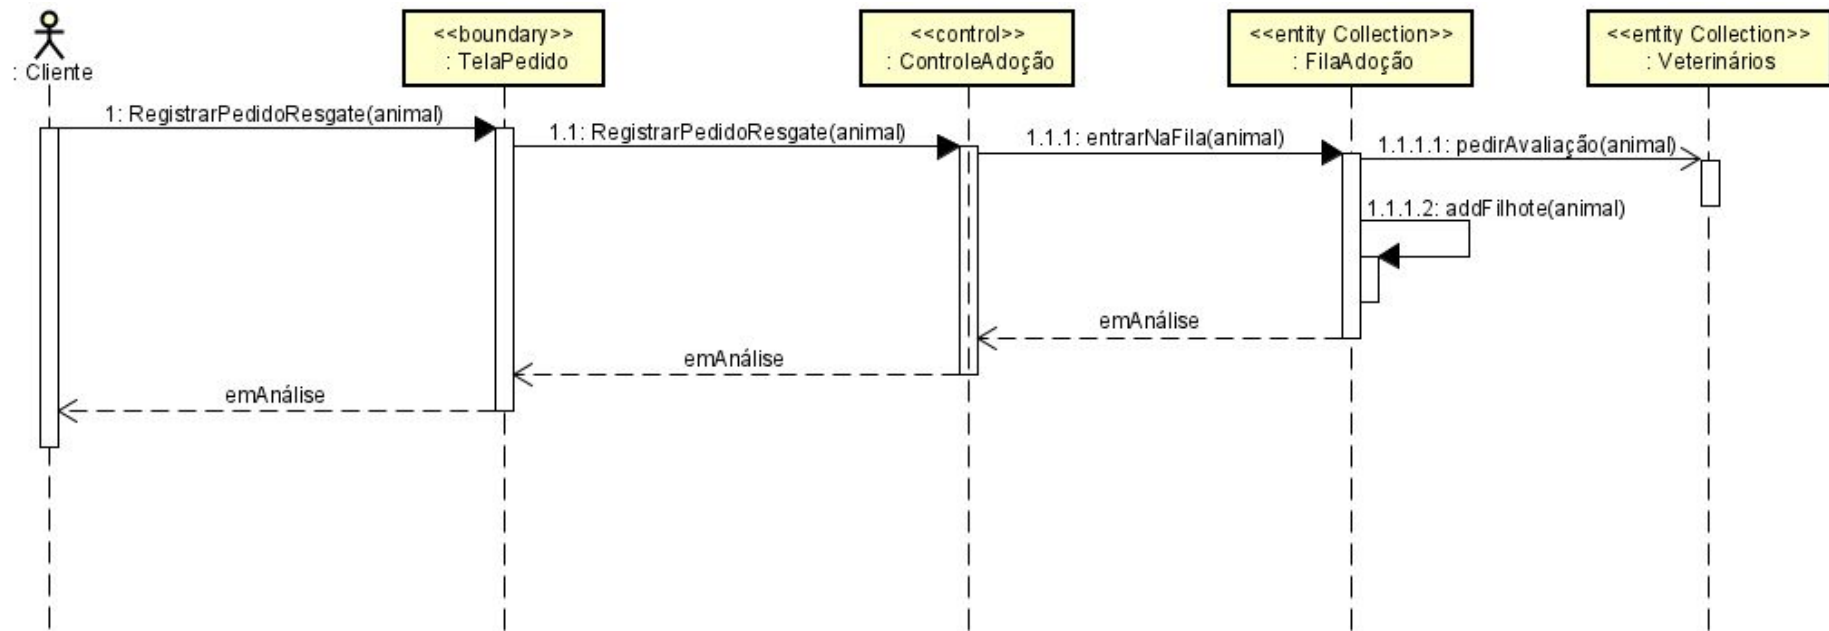 : Cliente
<<boundary>>
: TelaPedido
<<control>>
: ControleAdoção
<<entity Collection>>
: FilaAdoção
<<entity Collection>>
: Veterinários
1: RegistrarPedidoResgate(animal)
1.1: RegistrarPedidoResgate(animal)
1.1.1: entrarNaFila(animal)
1.1.1.1: pedirAvaliação(animal)
1.1.1.2: addFilhote(animal)
emAnálise
emAnálise
emAnálise